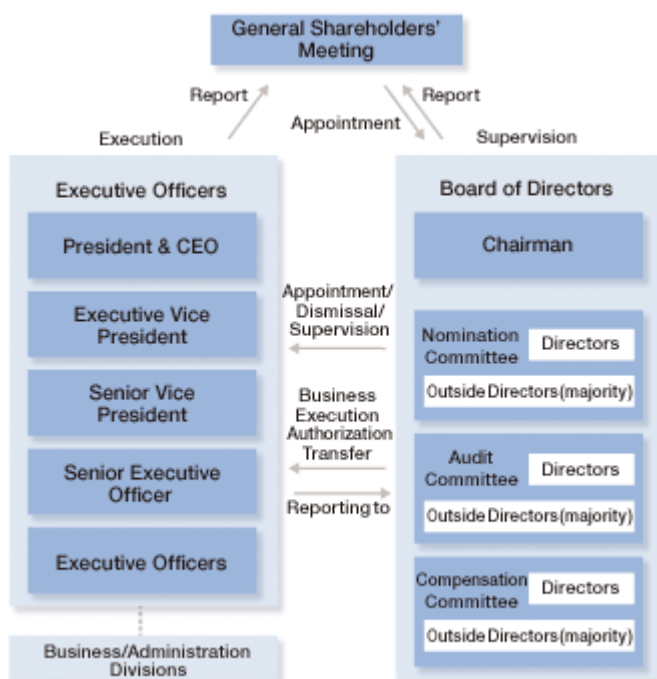 General Shareholders'
Meeting
Report
Report
Appointment
Execution
Supervision
Executive Officers
President & CEO
Executive Vice
President
Senior Vice
President
Senior Executive
Officer
Executive Officers
Business/Administration
Divisions
Appointment/
Dismissal/
Supervision
Business
Execution
Authorization
Transfer
Reporting to
Board of Directors
Chairman
Nomination
Committee
Directors
Outside Directors(majority)
Audit
Committee
Directors
Outside Directors(majority)
Compensation
Committee
Directors
Outside Directors(majority)